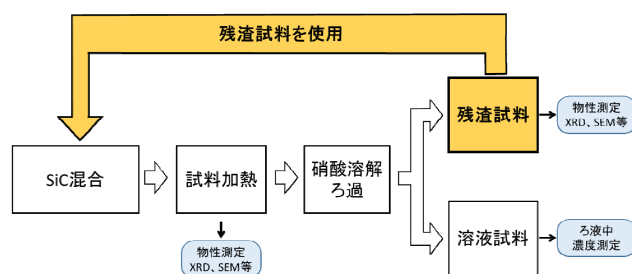 残渣試料を使用
残渣試料
物性測定
XRD、SEM等
SiC混合
試料加熱
硝酸溶解
ろ過
物性測定
XRD、SEM等
溶液試料
ろ液中
濃度測定